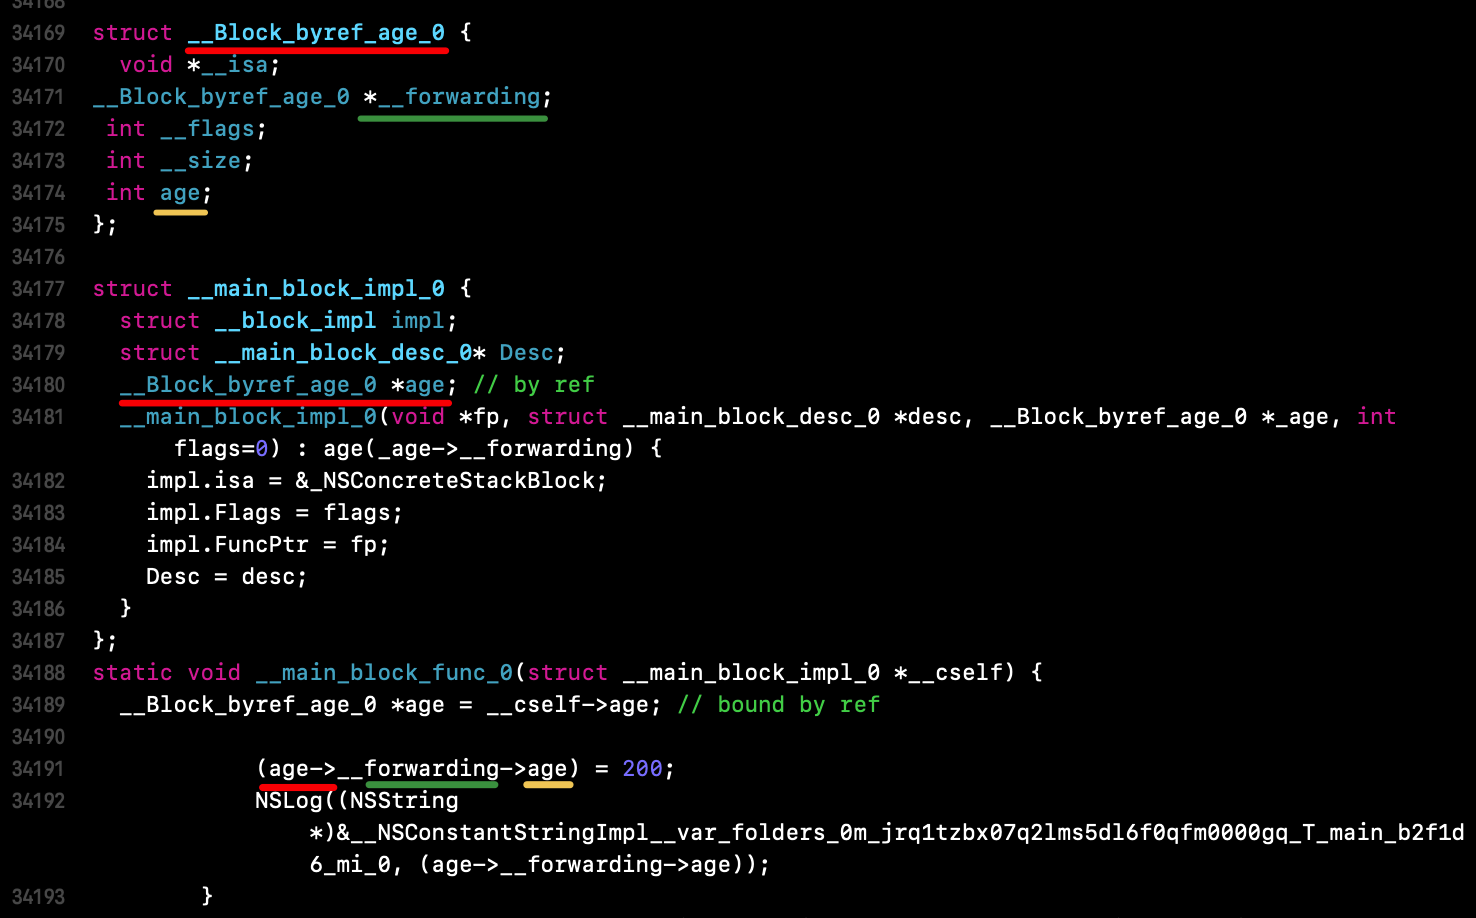 34168
34169 struct __Block_byref_age_0 {
34170   void *__isa;
34171 __Block_byref_age_0 *__forwarding;
34172  int __flags;
34173  int __size;
34174  int age;
34175 };
34176
34177 struct __main_block_impl_0 {
34178   struct __block_impl impl;
34179   struct __main_block_desc_0* Desc;
34180   __Block_byref_age_0 *age; // by ref
34181   __main_block_impl_0(void *fp, struct __main_block_desc_0 *desc, __Block_byref_age_0 *_age, int
flags=0) : age(_age->__forwarding) {
34182     impl.isa = &_NSConcreteStackBlock;
34183     impl.Flags = flags;
34184     impl.FuncPtr = fp;
34185     Desc = desc;
34186   }
34187 };
34188 static void __main_block_func_0(struct __main_block_impl_0 *__cself) {
34189   __Block_byref_age_0 *age = __cself->age; // bound by ref
34190
34191             (age->__forwarding->age) = 200;
34192             NSLog((NSString
*)&__NSConstantStringImpl__var_folders_0m_jrq1tzbx07q2lms5dl6f0qfm0000gq_T_main_b2f1d
6_mi_0, (age->__forwarding->age));
34193         }